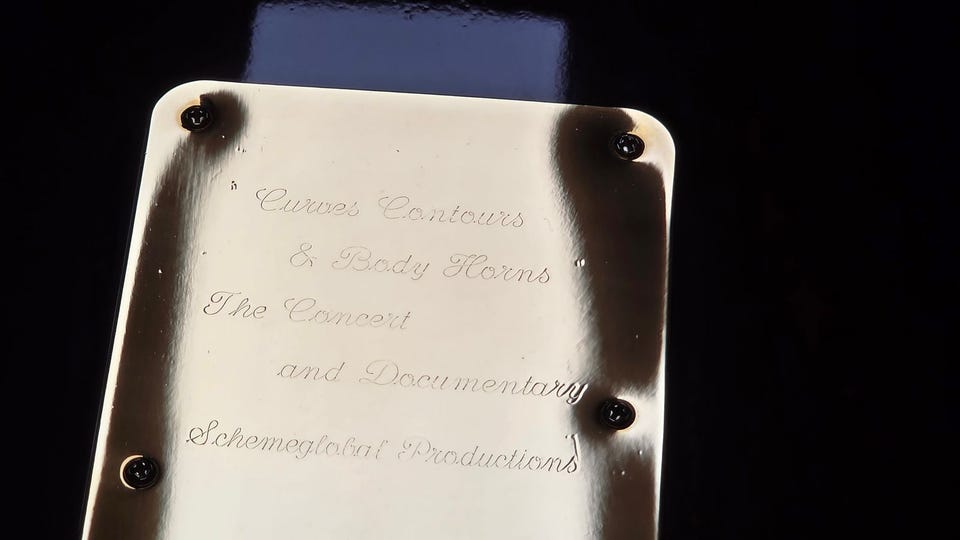 Curves Contours
& Body Horns
The Concert
and Documentary
Schemeglobal Productions